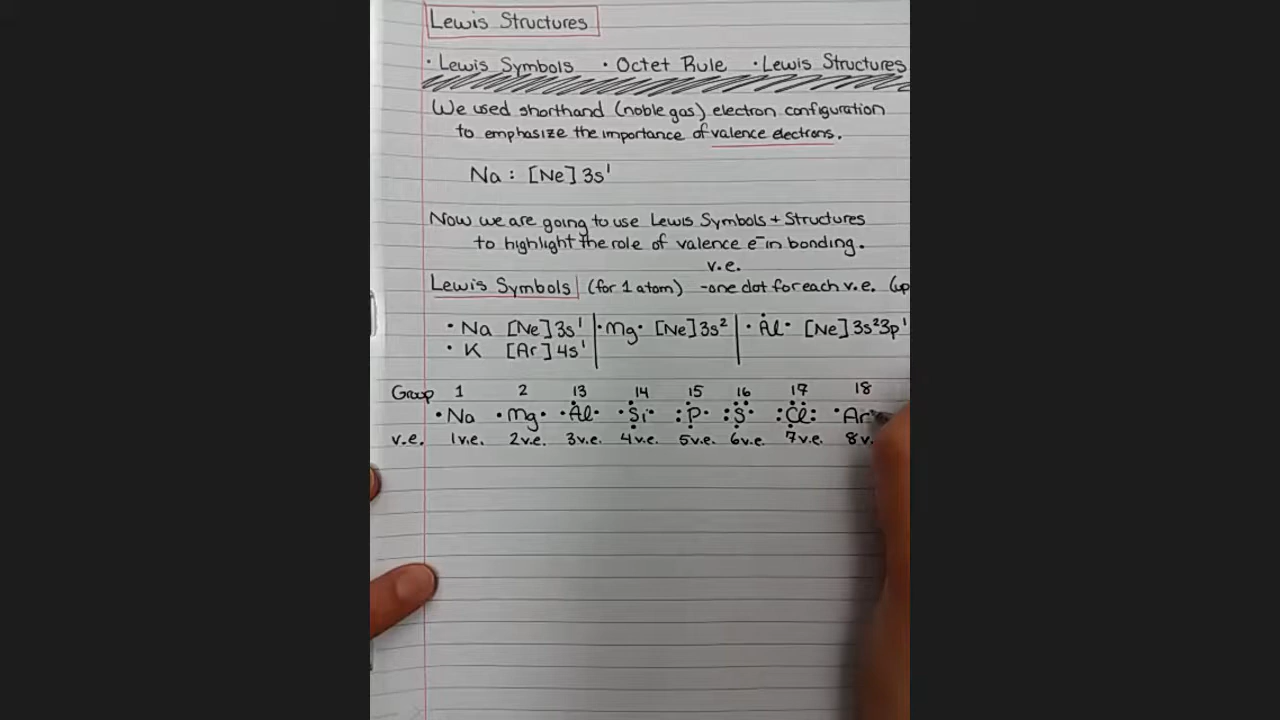 Lewis Structures
· Lewis Symbols · Octet Rule · Lewis Structures
We used shorthand (noble gas) electron configuration
to emphasize the importance of valence electrons.
Na: [Ne] 3s¹
Now we are going to use Lewis Symbols + Structures
to highlight the role of valence e⁻ in bonding.
v.e.
Lewis Symbols (for 1 atom) -one dot for each v.e. (up
· Na [Ne] 3s¹ | ·Mg· [Ne] 3s² | · Al · [Ne] 3s²3p¹
· K [Ar] 4s¹
Group 1 2 13 14 15 16 17 18
·Na ·Mg· ·Al· ·Si· :P· :S· :Cl: ·Ar
v.e. 1v.e. 2v.e. 3v.e. 4v.e. 5v.e. 6v.e. 7v.e. 8v.